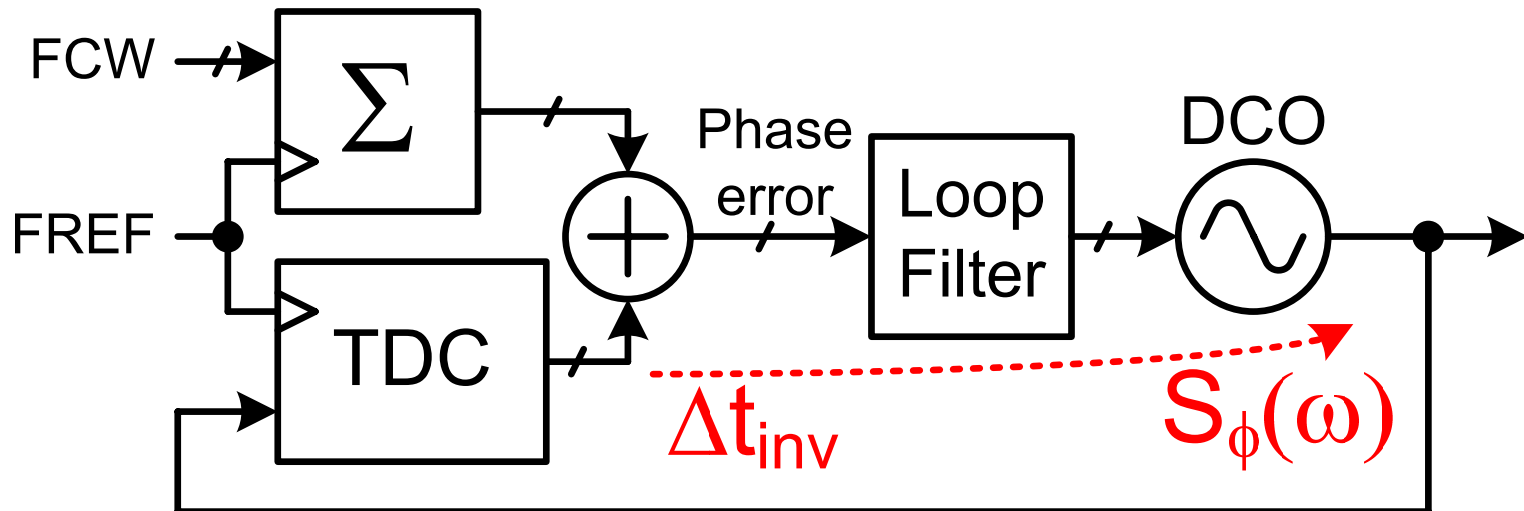 FCW
Σ
FREF
TDC
Phase
error
Loop
Filter
DCO
Δt_inv
S_ϕ(ω)